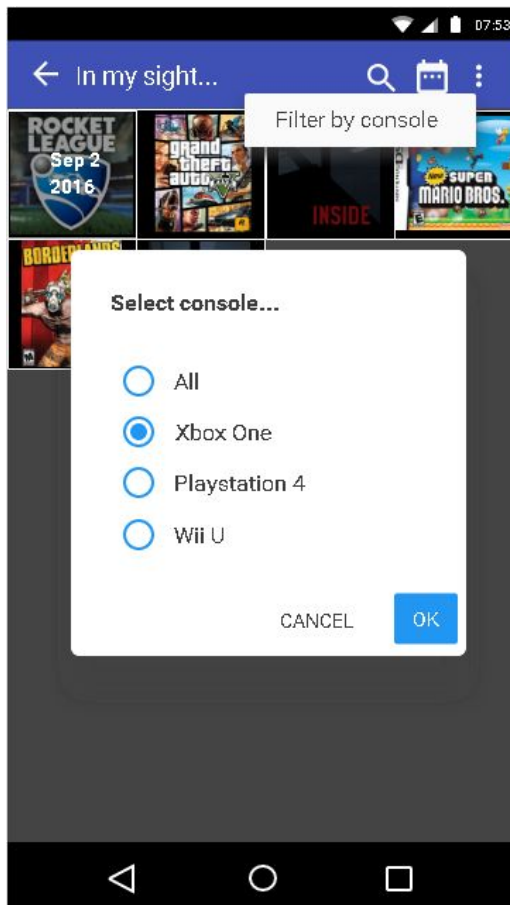 07:53
In my sight...
Filter by console
ROCKET
LEAGUE
Sep 2
2016
grand
theft
auto
INSIDE
New SUPER
MARIO BROS.
BORDERLANDS
Select console...
All
Xbox One
Playstation 4
Wii U
CANCEL
OK